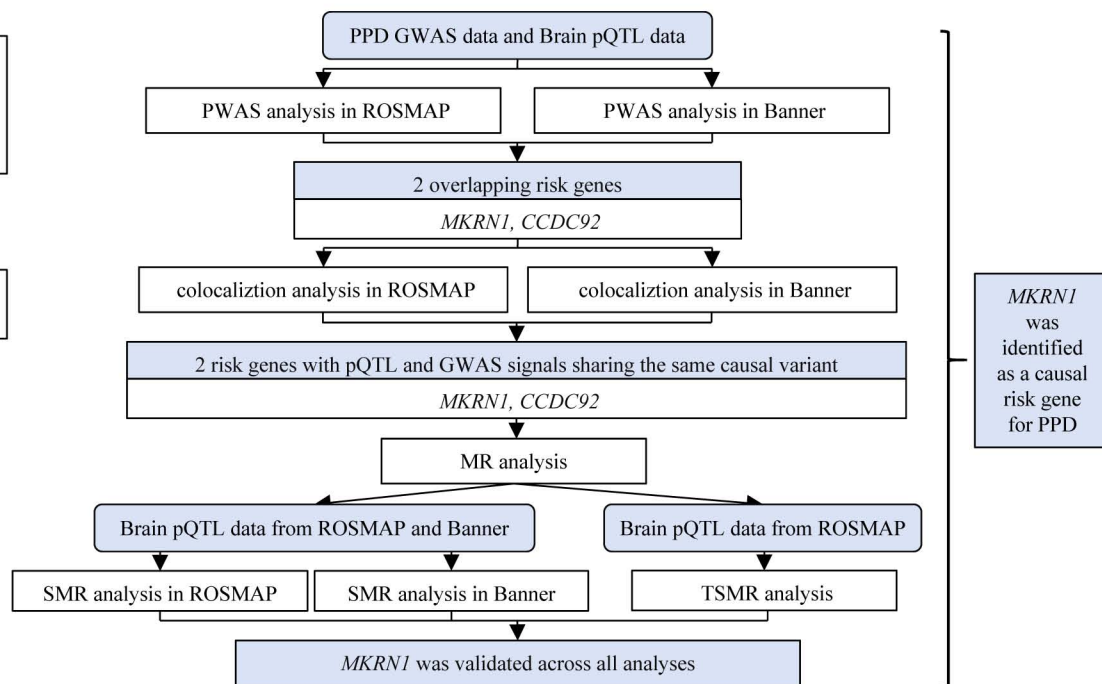 PPD GWAS data and Brain pQTL data
PWAS analysis in ROSMAP
PWAS analysis in Banner
2 overlapping risk genes
MKRN1, CCDC92
colocaliztion analysis in ROSMAP
colocaliztion analysis in Banner
2 risk genes with pQTL and GWAS signals sharing the same causal variant
MKRN1, CCDC92
MR analysis
Brain pQTL data from ROSMAP and Banner
Brain pQTL data from ROSMAP
SMR analysis in ROSMAP
SMR analysis in Banner
TSMR analysis
MKRN1 was validated across all analyses
MKRN1
was
identified
as a causal
risk gene
for PPD